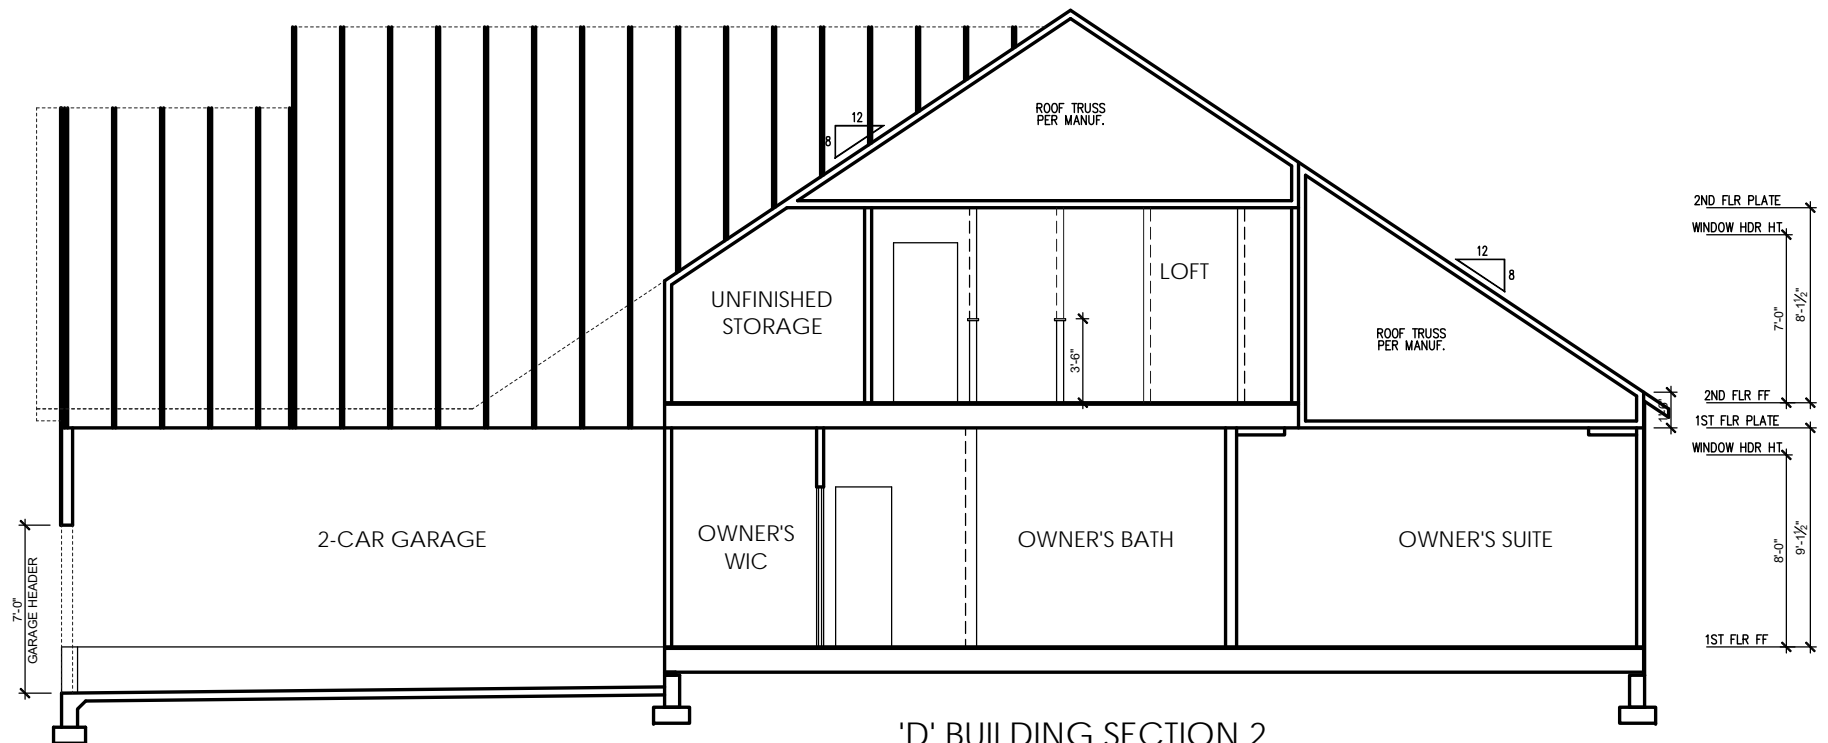 ROOF TRUSS
PER MANUF.
12
8
2ND FLR PLATE
WINDOW HDR HT.
12
8
LOFT
UNFINISHED
STORAGE
7'-0"
8'-1½"
ROOF TRUSS
PER MANUF.
3'-6"
2ND FLR FF
1ST FLR PLATE
WINDOW HDR HT.
2-CAR GARAGE
OWNER'S
WIC
OWNER'S BATH
OWNER'S SUITE
8'-0"
9'-1½"
7'-0"
GARAGE HEADER
1ST FLR FF
'D' BUILDING SECTION 2